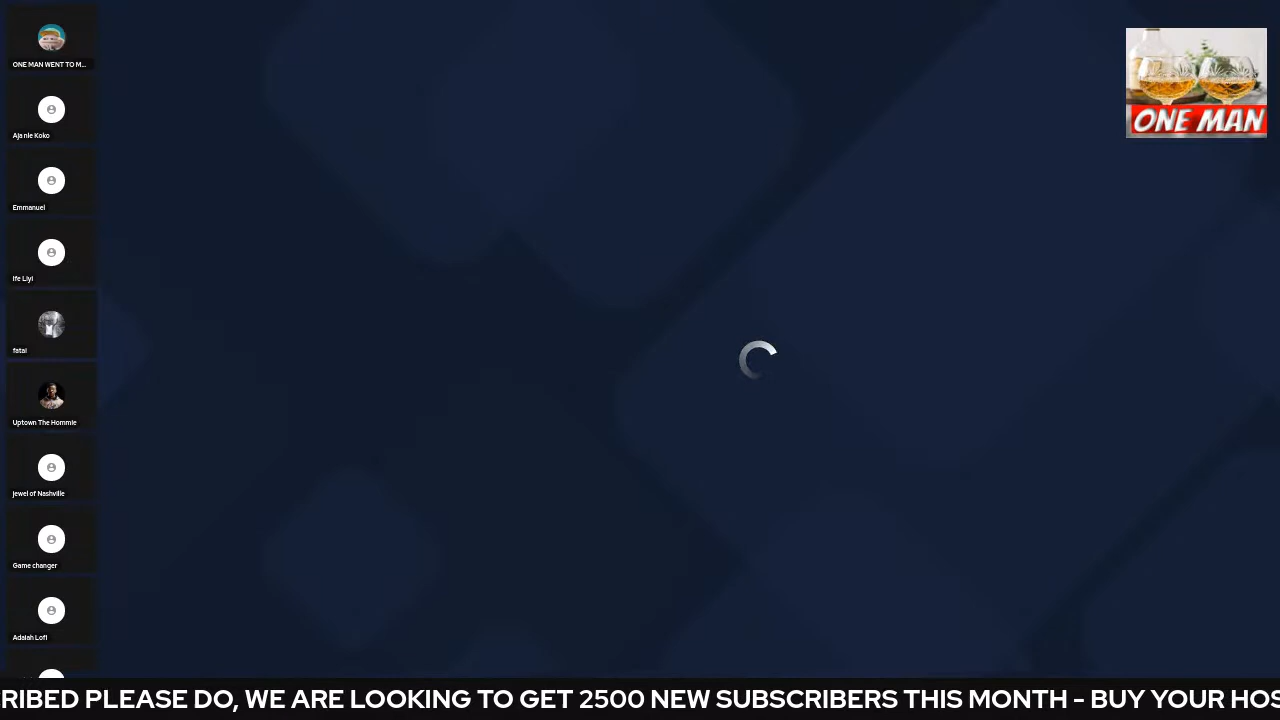 ONE MAN WENT TO M...
Aja nle Koko
Emmanuel
Ife Liyi
fatai
Uptown The Hommie
jewel of Nashville
Game changer
Adaiah Lofi
ONE MAN
RIBED PLEASE DO, WE ARE LOOKING TO GET 2500 NEW SUBSCRIBERS THIS MONTH - BUY YOUR HOS